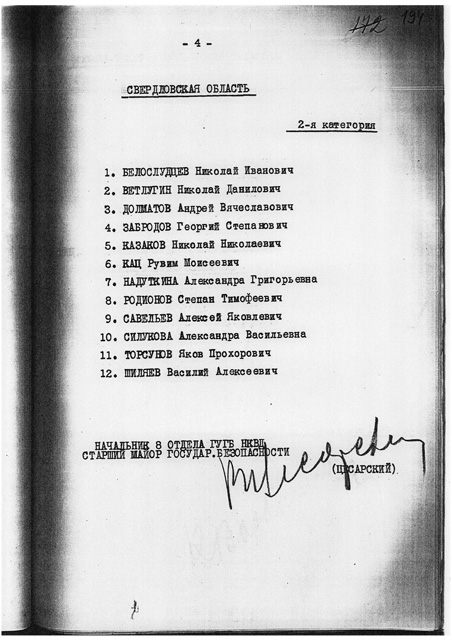 172 194
- 4 -
СВЕРДЛОВСКАЯ ОБЛАСТЬ
2-я категория
1. БЕЛОСЛУДЦЕВ Николай Иванович
2. ВЕТЛУГИН Николай Данилович
3. ДОЛМАТОВ Андрей Вячеславович
4. ЗАБРОДОВ Георгий Степанович
5. КАЗАКОВ Николай Николаевич
6. КАЦ Рувим Моисеевич
7. НАДУТКИНА Александра Григорьевна
8. РОДИОНОВ Степан Тимофеевич
9. САВЕЛЬЕВ Алексей Яковлевич
10. СИЛУКОВА Александра Васильевна
11. ТОРСУНОВ Яков Прохорович
12. ШИЛЯЕВ Василий Алексеевич
НАЧАЛЬНИК 8 ОТДЕЛА ГУГБ НКВД
СТАРШИЙ МАЙОР ГОСУДАР.БЕЗОПАСНОСТИ
(ЦЕСАРСКИЙ)